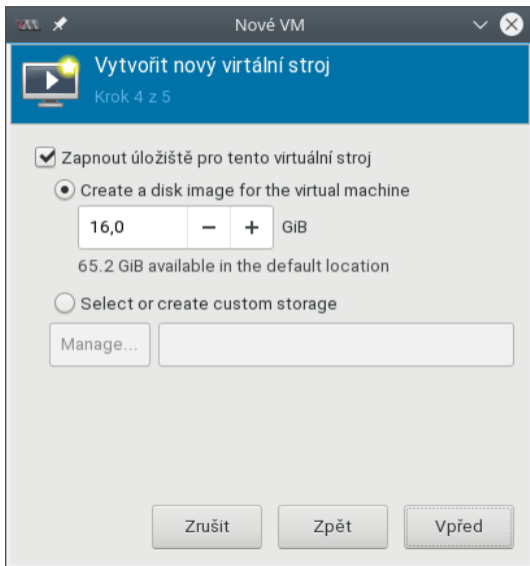 Nové VM
Vytvořit nový virtální stroj
Krok 4 z 5
Zapnout úložiště pro tento virtuální stroj
Create a disk image for the virtual machine
16,0 − + GiB
65.2 GiB available in the default location
Select or create custom storage
Manage...
Zrušit Zpět Vpřed